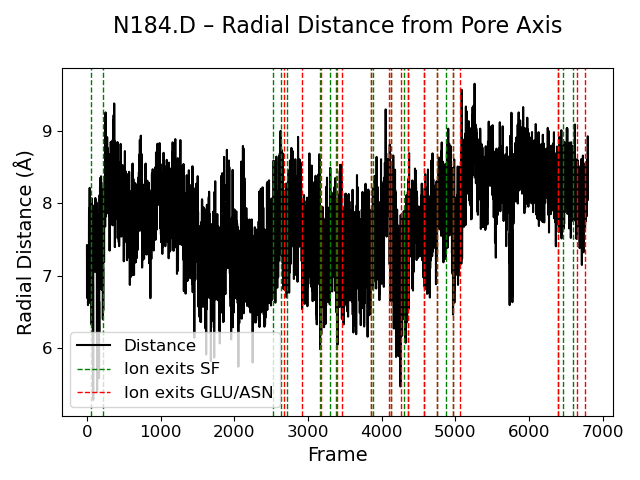 N184.D – Radial Distance from Pore Axis
Radial Distance (Å)
9
8
7
6
Distance
Ion exits SF
Ion exits GLU/ASN
0 1000 2000 3000 4000 5000 6000 7000
Frame